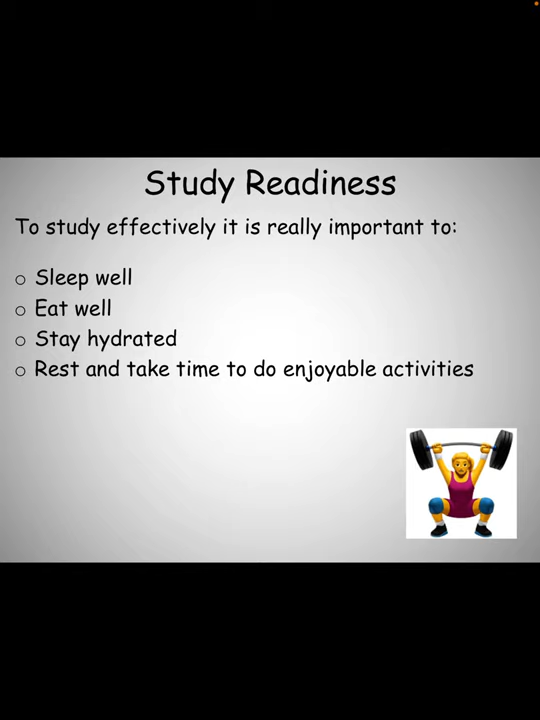 Study Readiness
To study effectively it is really important to:
o Sleep well
o Eat well
o Stay hydrated
o Rest and take time to do enjoyable activities